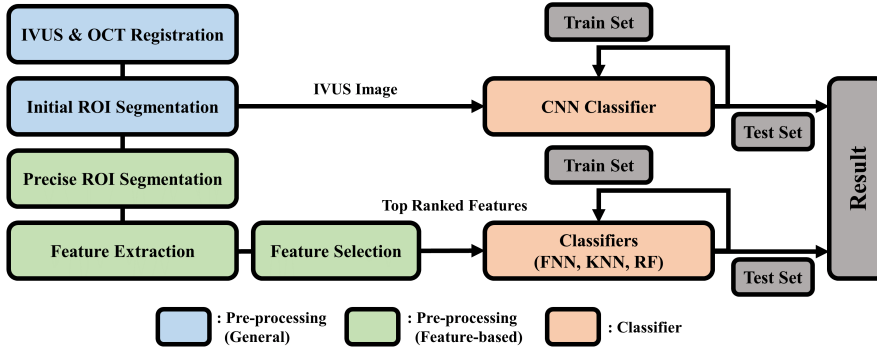 IVUS & OCT Registration
Train Set
Initial ROI Segmentation
IVUS Image
CNN Classifier
Test Set
Precise ROI Segmentation
Train Set
Result
Top Ranked Features
Feature Extraction
Feature Selection
Classifiers
(FNN, KNN, RF)
Test Set
: Pre-processing
(General)
: Pre-processing
(Feature-based)
: Classifier